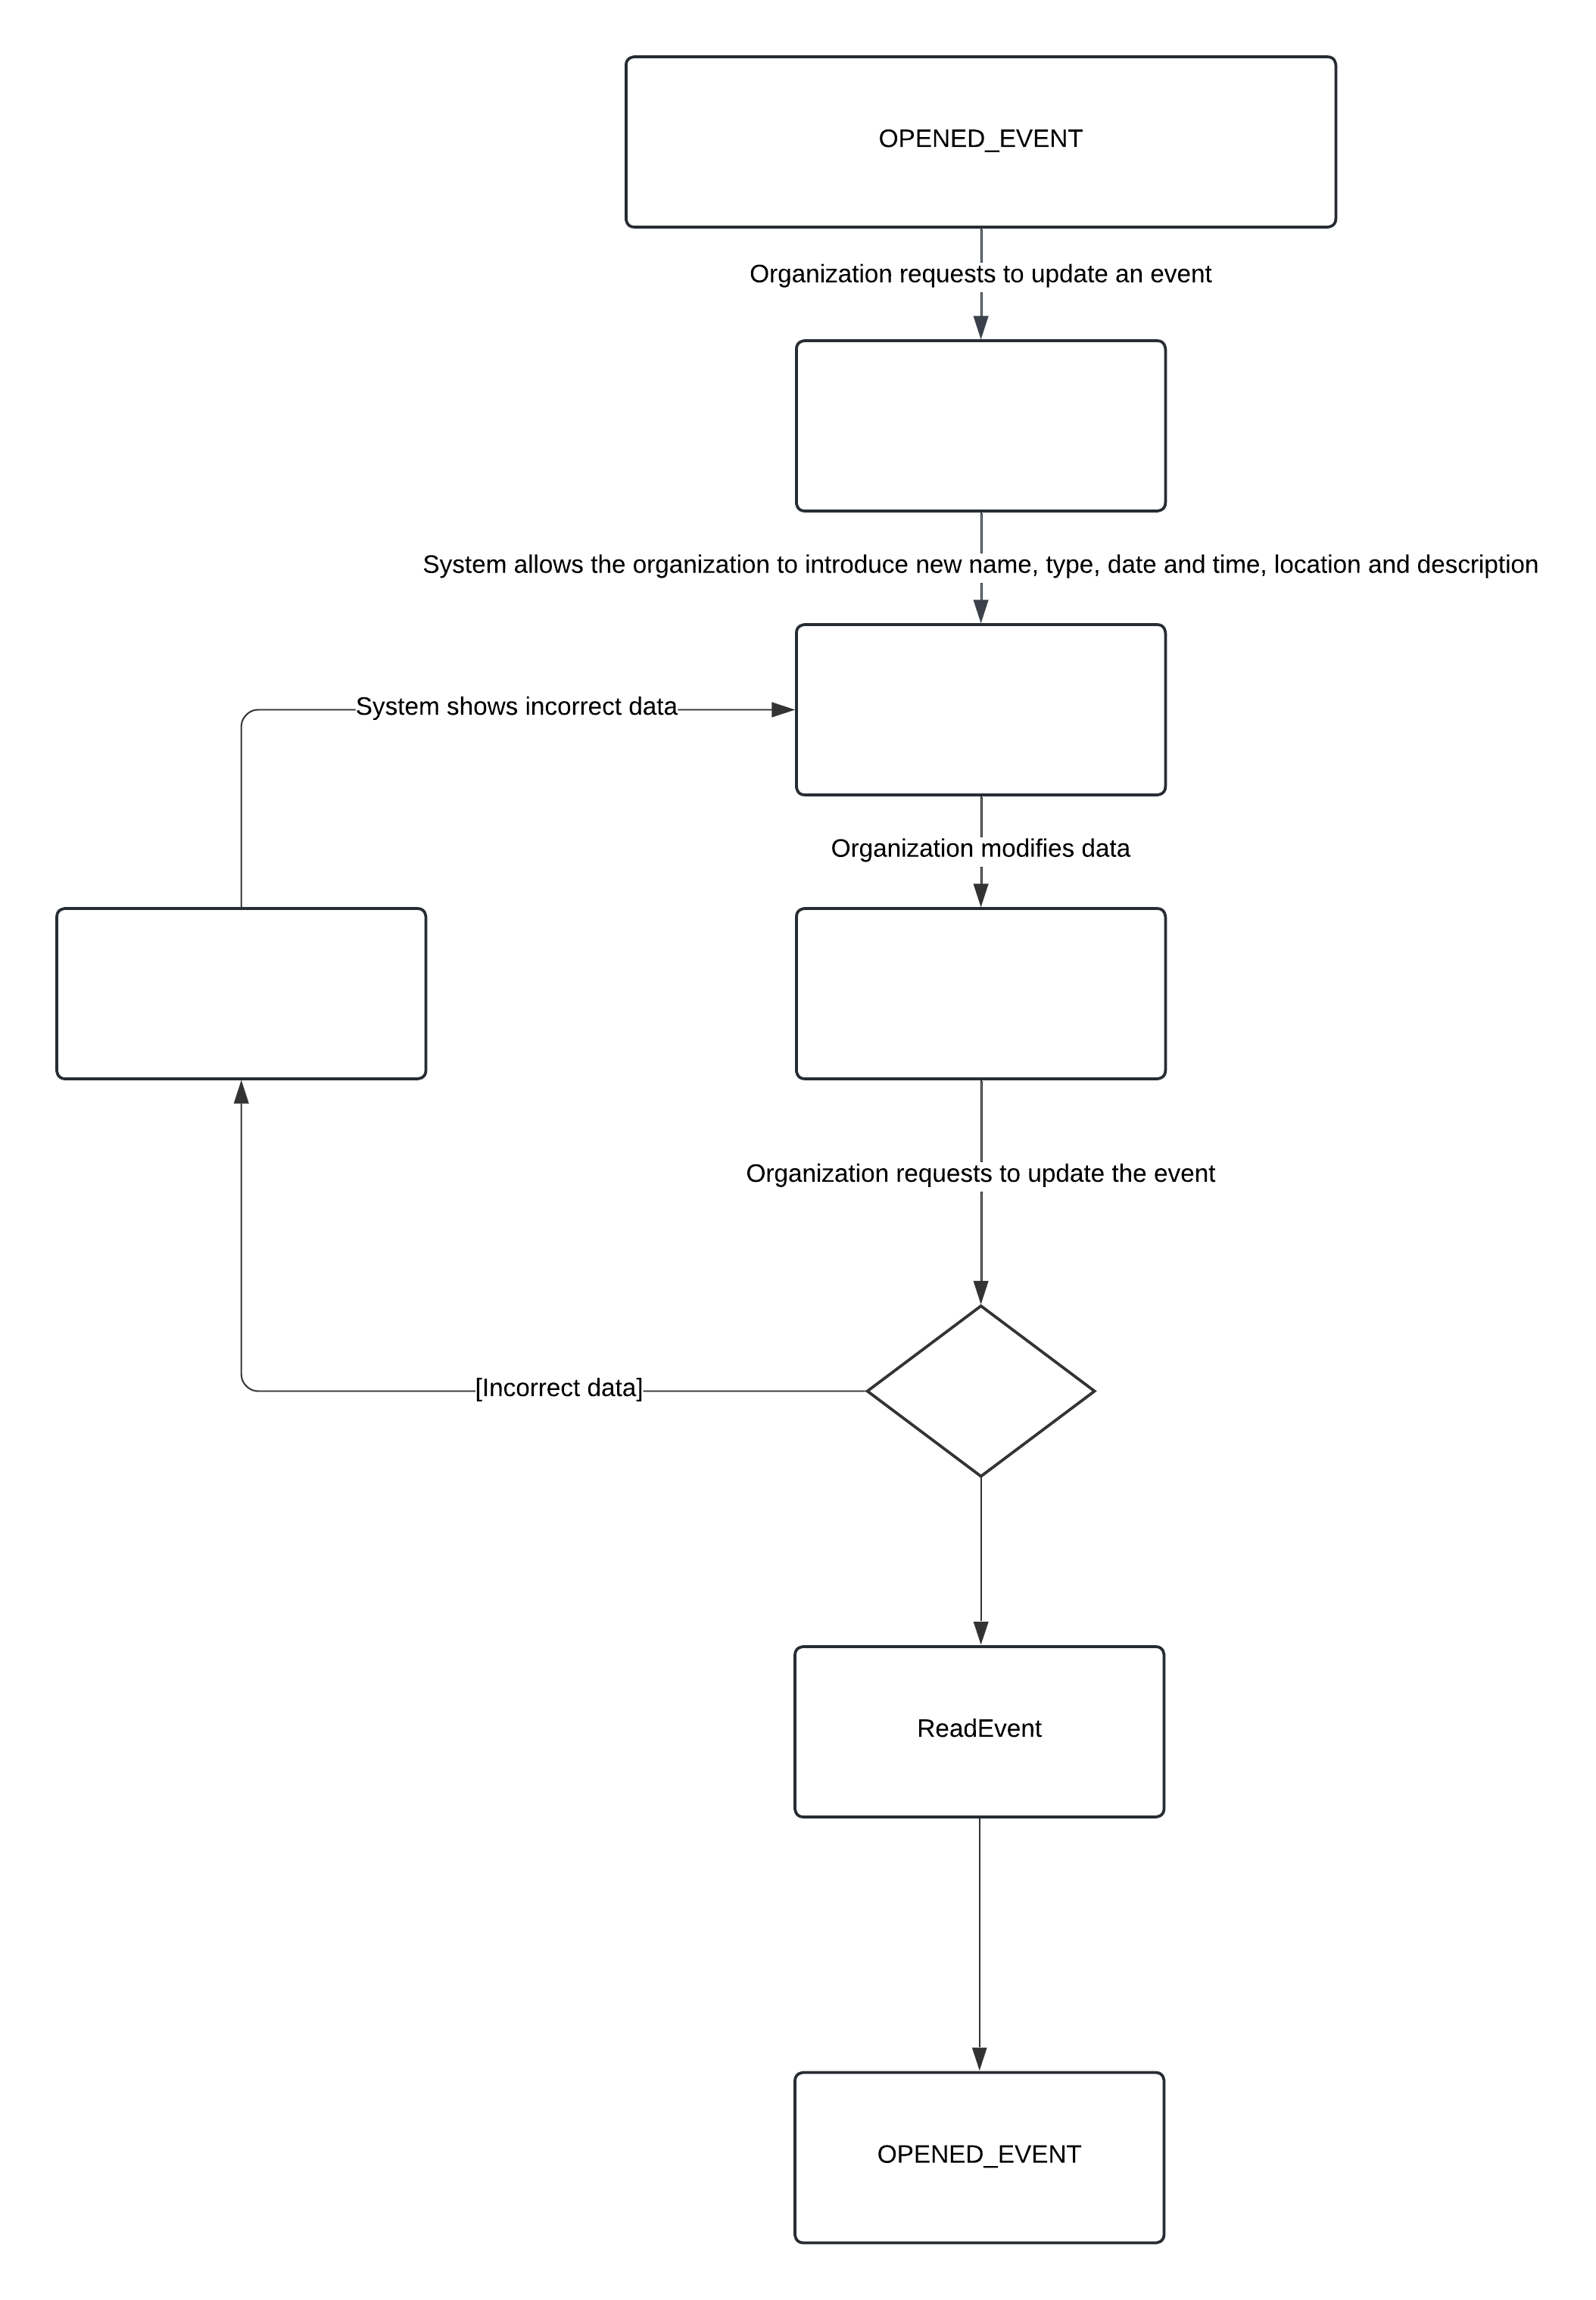 OPENED_EVENT
Organization requests to update an event
System allows the organization to introduce new name, type, date and time, location and description
System shows incorrect data
Organization modifies data
Organization requests to update the event
[Incorrect data]
ReadEvent
OPENED_EVENT